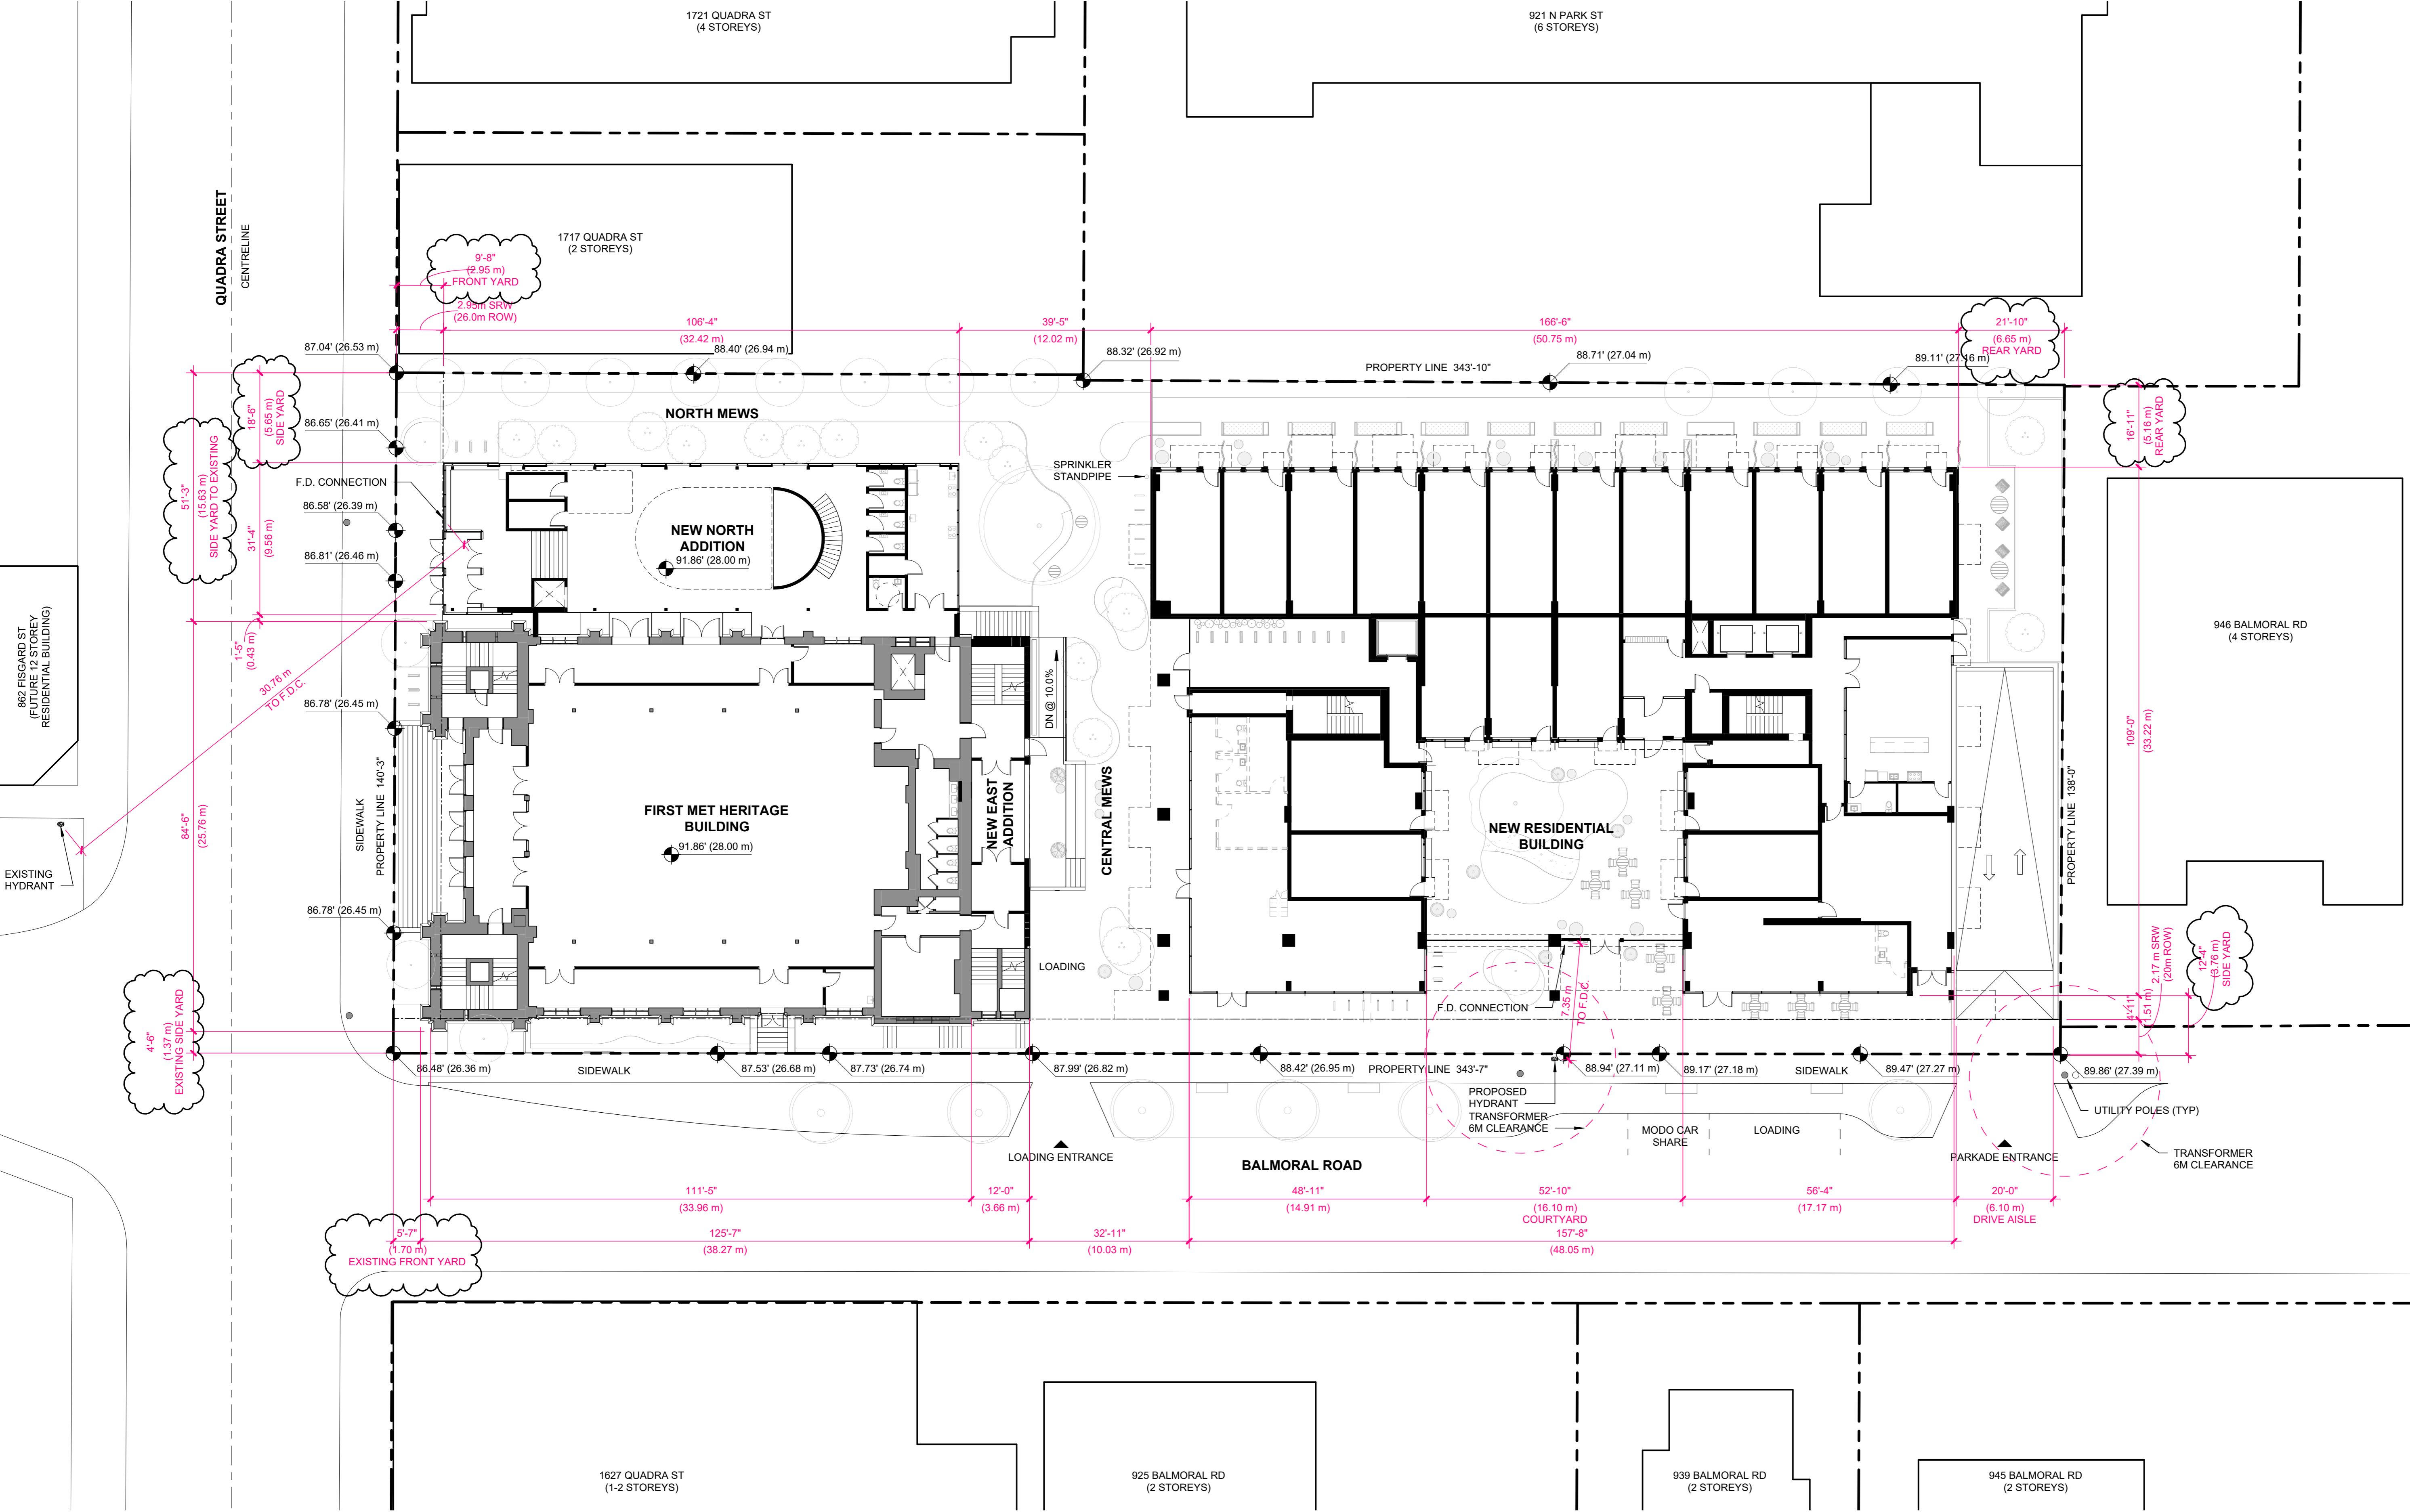 1721 QUADRA ST
(4 STOREYS)
921 N PARK ST
(6 STOREYS)
QUADRA STREET
CENTRELINE
1717 QUADRA ST
(2 STOREYS)
9'-8"
(2.95 m)
FRONT YARD
2.95m SRW
(26.0m ROW)
106'-4"
(32.42 m)
39'-5"
(12.02 m)
166'-6"
(50.75 m)
21'-10"
(6.65 m)
REAR YARD
87.04' (26.53 m)
88.40' (26.94 m)
88.32' (26.92 m)
PROPERTY LINE 343'-10"
88.71' (27.04 m)
89.11' (27.16 m)
18'-6"
(5.65 m)
SIDE YARD
51'-3"
(15.63 m)
SIDE YARD TO EXISTING
31'-4"
(9.56 m)
1'-5"
(0.43 m)
NORTH MEWS
86.65' (26.41 m)
F.D. CONNECTION
86.58' (26.39 m)
86.81' (26.46 m)
SPRINKLER
STANDPIPE
16'-11"
(5.16 m)
REAR YARD
NEW NORTH
ADDITION
91.86' (28.00 m)
862 FISGARD ST
(FUTURE 12 STOREY
RESIDENTIAL BUILDING)
30.76 m
TO F.D.C.
86.78' (26.45 m)
DN @ 10.0%
946 BALMORAL RD
(4 STOREYS)
109'-0"
(33.22 m)
84'-6"
(25.76 m)
SIDEWALK
PROPERTY LINE 140'-3"
FIRST MET HERITAGE
BUILDING
91.86' (28.00 m)
NEW EAST
ADDITION
CENTRAL MEWS
NEW RESIDENTIAL
BUILDING
PROPERTY LINE 138'-0"
EXISTING
HYDRANT
86.78' (26.45 m)
LOADING
F.D. CONNECTION
7.35 m
TO F.D.C.
4'-11"
(1.51 m)
2.17 m SRW
(20m ROW)
12'-4"
(3.76 m)
SIDE YARD
4'-6"
(1.37 m)
EXISTING SIDE YARD
86.48' (26.36 m)
SIDEWALK
87.53' (26.68 m)
87.73' (26.74 m)
87.99' (26.82 m)
88.42' (26.95 m)
PROPERTY LINE 343'-7"
88.94' (27.11 m)
89.17' (27.18 m)
SIDEWALK
89.47' (27.27 m)
89.86' (27.39 m)
PROPOSED
HYDRANT
TRANSFORMER
6M CLEARANCE
MODO CAR
SHARE
LOADING
UTILITY POLES (TYP)
LOADING ENTRANCE
BALMORAL ROAD
PARKADE ENTRANCE
TRANSFORMER
6M CLEARANCE
111'-5"
(33.96 m)
12'-0"
(3.66 m)
48'-11"
(14.91 m)
52'-10"
(16.10 m)
COURTYARD
56'-4"
(17.17 m)
20'-0"
(6.10 m)
DRIVE AISLE
5'-7"
(1.70 m)
EXISTING FRONT YARD
125'-7"
(38.27 m)
32'-11"
(10.03 m)
157'-8"
(48.05 m)
1627 QUADRA ST
(1-2 STOREYS)
925 BALMORAL RD
(2 STOREYS)
939 BALMORAL RD
(2 STOREYS)
945 BALMORAL RD
(2 STOREYS)